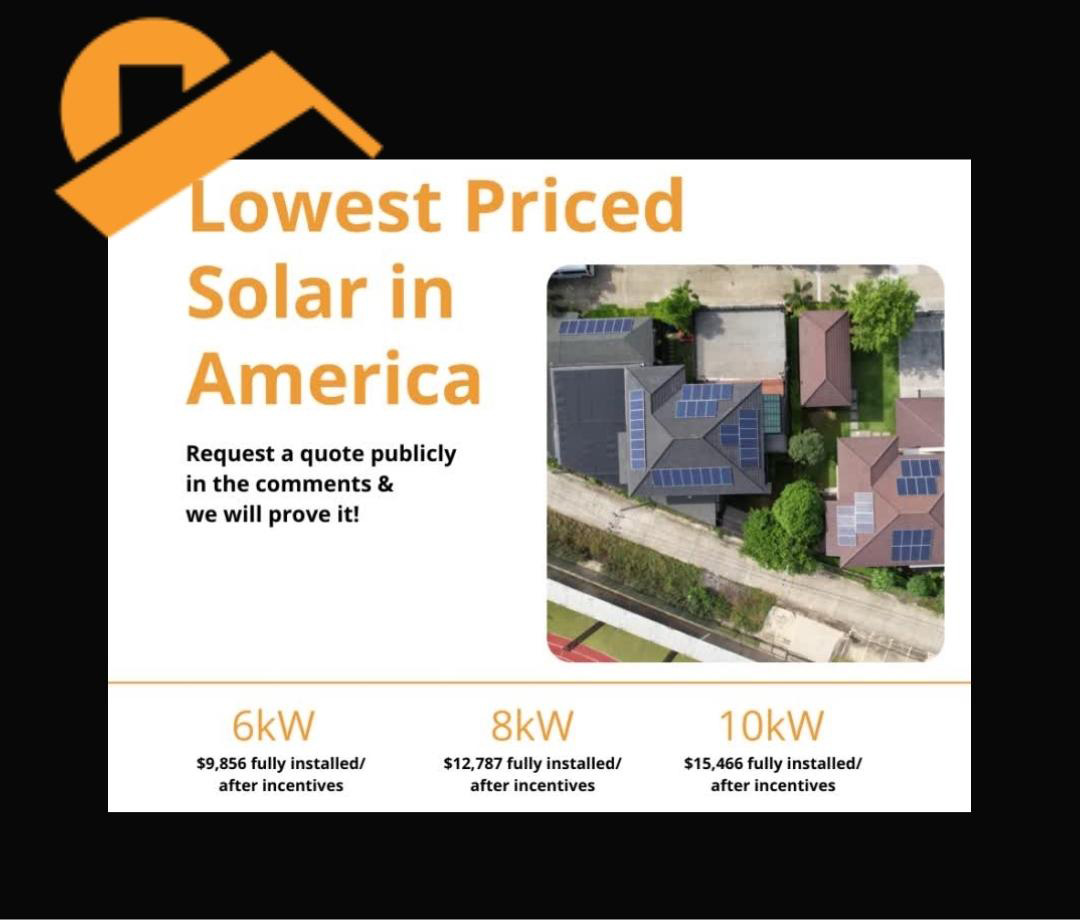 Lowest Priced
Solar in
America
Request a quote publicly
in the comments &
we will prove it!
6kW
$9,856 fully installed/
after incentives
8kW
$12,787 fully installed/
after incentives
10kW
$15,466 fully installed/
after incentives